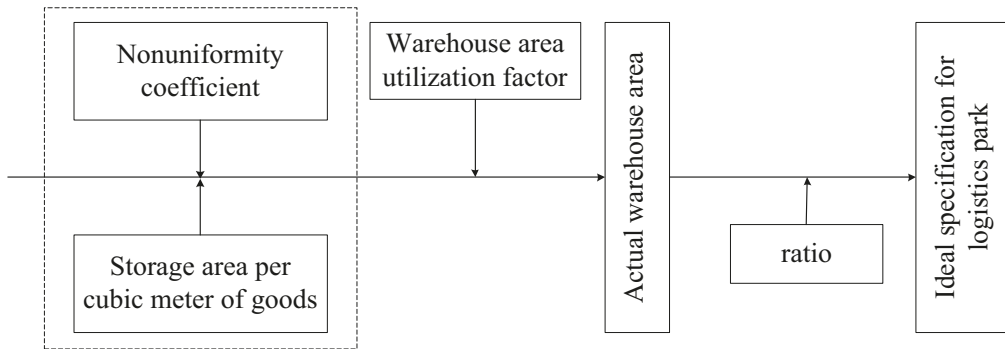 Nonuniformity
coefficient
Storage area per
cubic meter of goods
Warehouse area
utilization factor
Actual warehouse area
ratio
Ideal specification for
logistics park